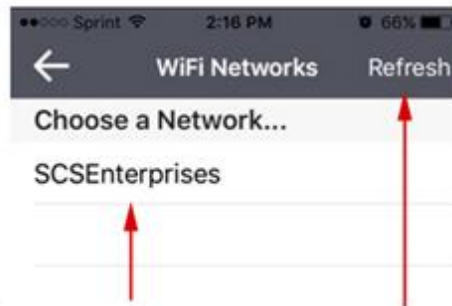 Sprint 2:16 PM 66%
WiFi Networks Refresh
Choose a Network...
SCSEnterprises